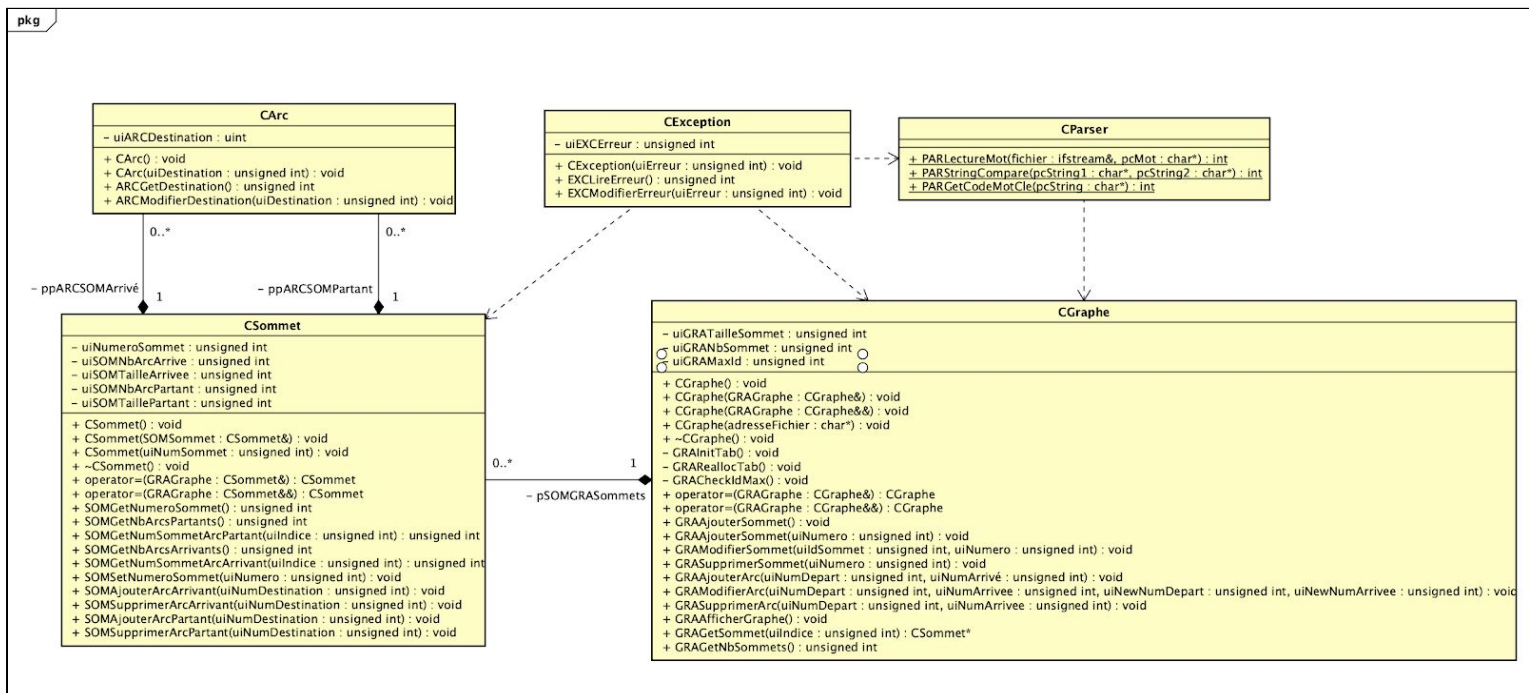 pkg
CArc
– uiARCDestination : uint
+ CArc() : void
+ CArc(uiDestination : unsigned int) : void
+ ARCGetDestination() : unsigned int
+ ARCModifierDestination(uiDestination : unsigned int) : void
CException
– uiEXCErreur : unsigned int
+ CException(uiErreur : unsigned int) : void
+ EXCLireErreur() : unsigned int
+ EXCModifierErreur(uiErreur : unsigned int) : void
CParser
+ PARLectureMot(fichier : ifstream&, pcMot : char*) : int
+ PARStringCompare(pcString1 : char*, pcString2 : char*) : int
+ PARGetCodeMotCle(pcString : char*) : int
0..*
0..*
– ppARCSOMArrivé
1
– ppARCSOMPartant
1
CSommet
– uiNumeroSommet : unsigned int
– uiSOMNbArcArrive : unsigned int
– uiSOMTailleArrivee : unsigned int
– uiSOMNbArcPartant : unsigned int
– uiSOMTaillePartant : unsigned int
+ CSommet() : void
+ CSommet(SOMSommet : CSommet&) : void
+ CSommet(uiNumSommet : unsigned int) : void
+ ~CSommet() : void
+ operator=(GRAGraphe : CSommet&) : CSommet
+ operator=(GRAGraphe : CSommet&&) : CSommet
+ SOMGetNumeroSommet() : unsigned int
+ SOMGetNbArcsPartants() : unsigned int
+ SOMGetNumSommetArcPartant(uiIndice : unsigned int) : unsigned int
+ SOMGetNbArcsArrivants() : unsigned int
+ SOMGetNumSommetArcArrivant(uiIndice : unsigned int) : unsigned int
+ SOMSetNumeroSommet(uiNumero : unsigned int) : void
+ SOMAjouterArcArrivant(uiNumDestination : unsigned int) : void
+ SOMSupprimerArcArrivant(uiNumDestination : unsigned int) : void
+ SOMAjouterArcPartant(uiNumDestination : unsigned int) : void
+ SOMSupprimerArcPartant(uiNumDestination : unsigned int) : void
0..*
1
– pSOMGRASommets
CGraphe
– uiGRATailleSommet : unsigned int
– uiGRANbSommet : unsigned int
– uiGRAMaxId : unsigned int
+ CGraphe() : void
+ CGraphe(GRAGraphe : CGraphe&) : void
+ CGraphe(GRAGraphe : CGraphe&&) : void
+ CGraphe(adresseFichier : char*) : void
+ ~CGraphe() : void
– GRAInitTab() : void
– GRAReallocTab() : void
– GRACheckIdMax() : void
+ operator=(GRAGraphe : CGraphe&) : CGraphe
+ operator=(GRAGraphe : CGraphe&&) : CGraphe
+ GRAAjouterSommet() : void
+ GRAAjouterSommet(uiNumero : unsigned int) : void
+ GRAModifierSommet(uiIdSommet : unsigned int, uiNumero : unsigned int) : void
+ GRASupprimerSommet(uiNumero : unsigned int) : void
+ GRAAjouterArc(uiNumDepart : unsigned int, uiNumArrivé : unsigned int) : void
+ GRAModifierArc(uiNumDepart : unsigned int, uiNumArrivee : unsigned int, uiNewNumDepart : unsigned int, uiNewNumArrivee : unsigned int) : void
+ GRASupprimerArc(uiNumDepart : unsigned int, uiNumArrivee : unsigned int) : void
+ GRAAfficherGraphe() : void
+ GRAGetSommet(uiIndice : unsigned int) : CSommet*
+ GRAGetNbSommets() : unsigned int